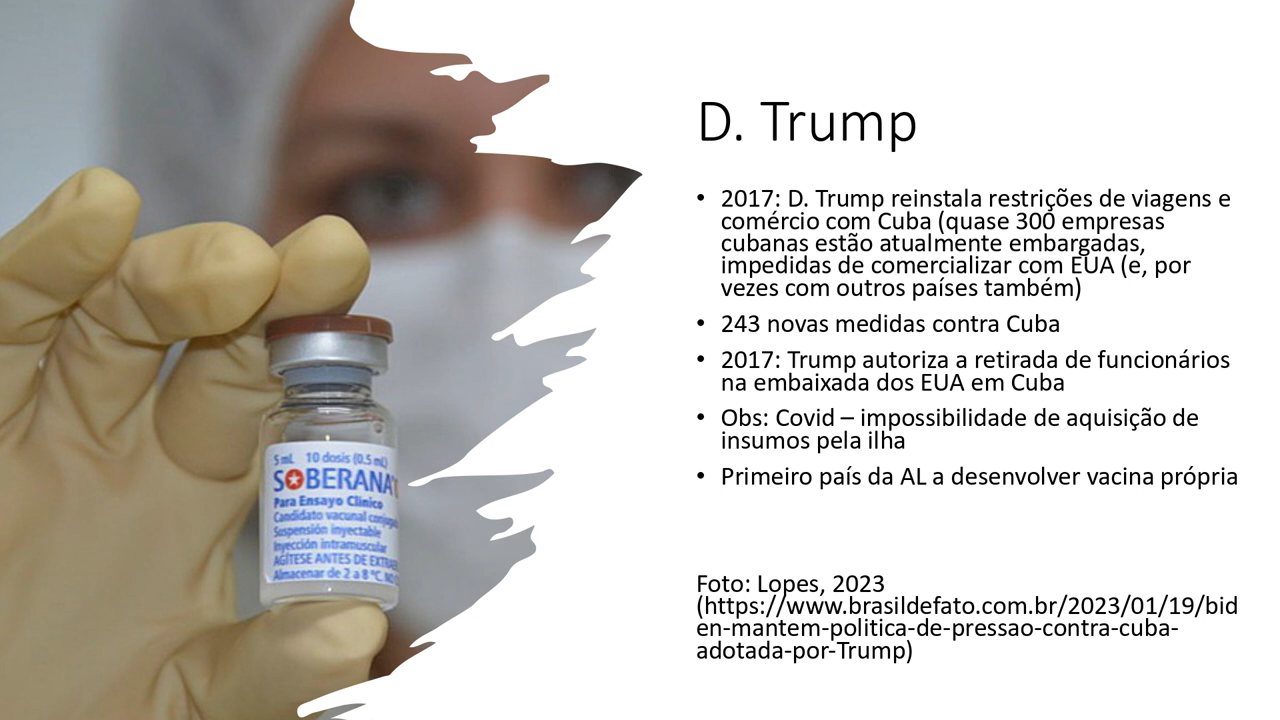 D. Trump
• 2017: D. Trump reinstala restrições de viagens e
comércio com Cuba (quase 300 empresas
cubanas estão atualmente embargadas,
impedidas de comercializar com EUA (e, por
vezes com outros países também)
• 243 novas medidas contra Cuba
• 2017: Trump autoriza a retirada de funcionários
na embaixada dos EUA em Cuba
• Obs: Covid – impossibilidade de aquisição de
insumos pela ilha
• Primeiro país da AL a desenvolver vacina própria
Foto: Lopes, 2023
(https://www.brasildefato.com.br/2023/01/19/bid
en-mantem-politica-de-pressao-contra-cuba-
adotada-por-Trump)
5 mL 10 dosis (0.5 mL)
SOBERANA
Para Ensayo Clínico
Candidato vacunal
Suspensión inyectable
Inyección intramuscular
AGÍTESE ANTES DE
Almacenar de 2 a 8 °C.